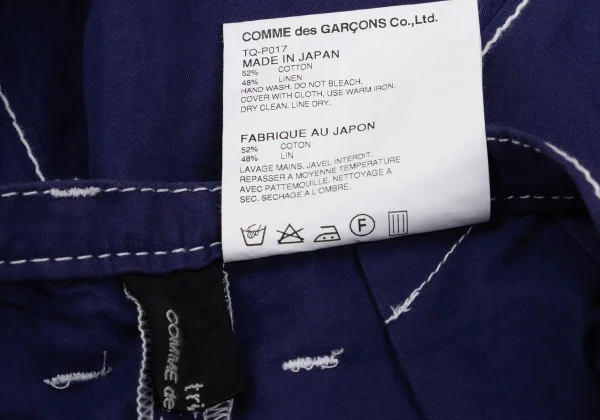 COMME des GARÇONS Co.,Ltd.
TQ-P017
MADE IN JAPAN
52% COTTON
48% LINEN
HAND WASH. DO NOT BLEACH.
COVER WITH CLOTH, USE WARM IRON.
DRY CLEAN. LINE DRY.
FABRIQUE AU JAPON
52% COTON
48% LIN
LAVAGE MAINS. JAVEL INTERDIT.
REPASSER A MOYENNE TEMPERATURE
AVEC PATTEMOUILLE. NETTOYAGE A
SEC. SECHAGE A L'OMBRE.
F
COMME de
tri